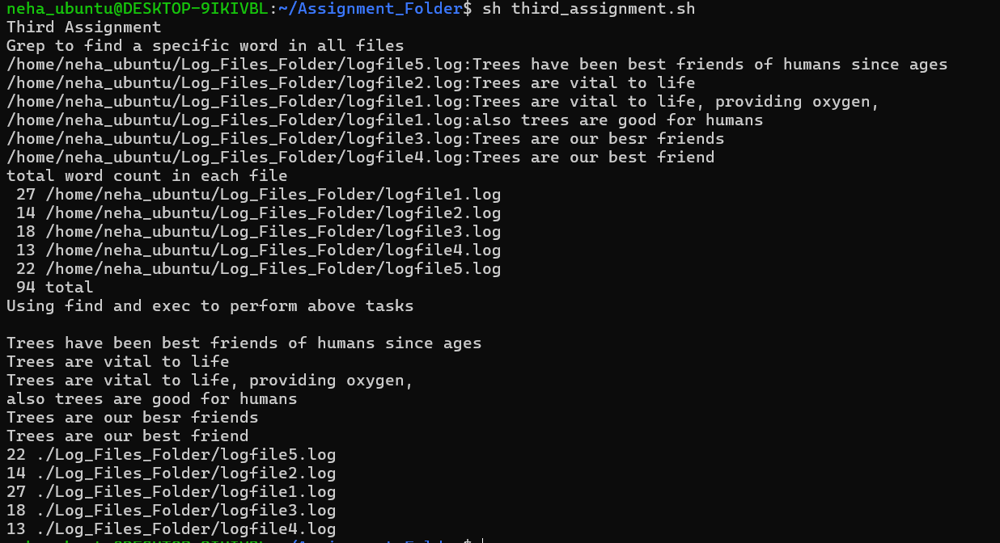 neha_ubuntu@DESKTOP-9IKIVBL:~/Assignment_Folder$ sh third_assignment.sh
Third Assignment
Grep to find a specific word in all files
/home/neha_ubuntu/Log_Files_Folder/logfile5.log:Trees have been best friends of humans since ages
/home/neha_ubuntu/Log_Files_Folder/logfile2.log:Trees are vital to life
/home/neha_ubuntu/Log_Files_Folder/logfile1.log:Trees are vital to life, providing oxygen,
/home/neha_ubuntu/Log_Files_Folder/logfile1.log:also trees are good for humans
/home/neha_ubuntu/Log_Files_Folder/logfile3.log:Trees are our besr friends
/home/neha_ubuntu/Log_Files_Folder/logfile4.log:Trees are our best friend
total word count in each file
 27 /home/neha_ubuntu/Log_Files_Folder/logfile1.log
 14 /home/neha_ubuntu/Log_Files_Folder/logfile2.log
 18 /home/neha_ubuntu/Log_Files_Folder/logfile3.log
 13 /home/neha_ubuntu/Log_Files_Folder/logfile4.log
 22 /home/neha_ubuntu/Log_Files_Folder/logfile5.log
 94 total
Using find and exec to perform above tasks

Trees have been best friends of humans since ages
Trees are vital to life
Trees are vital to life, providing oxygen,
also trees are good for humans
Trees are our besr friends
Trees are our best friend
22 ./Log_Files_Folder/logfile5.log
14 ./Log_Files_Folder/logfile2.log
27 ./Log_Files_Folder/logfile1.log
18 ./Log_Files_Folder/logfile3.log
13 ./Log_Files_Folder/logfile4.log